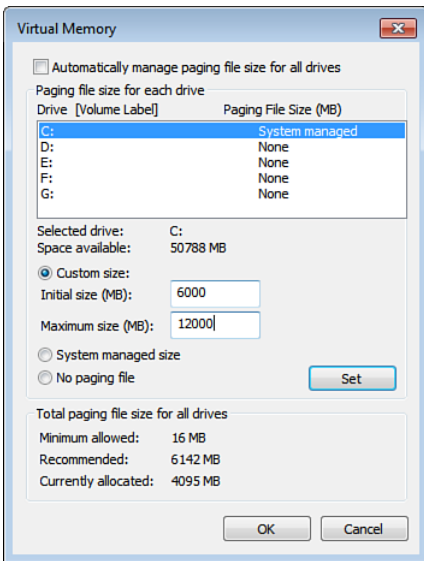 Virtual Memory
Automatically manage paging file size for all drives
Paging file size for each drive
Drive [Volume Label] Paging File Size (MB)
C: System managed
D: None
E: None
F: None
G: None
Selected drive: C:
Space available: 50788 MB
Custom size:
Initial size (MB): 6000
Maximum size (MB): 12000
System managed size
No paging file Set
Total paging file size for all drives
Minimum allowed: 16 MB
Recommended: 6142 MB
Currently allocated: 4095 MB
OK Cancel